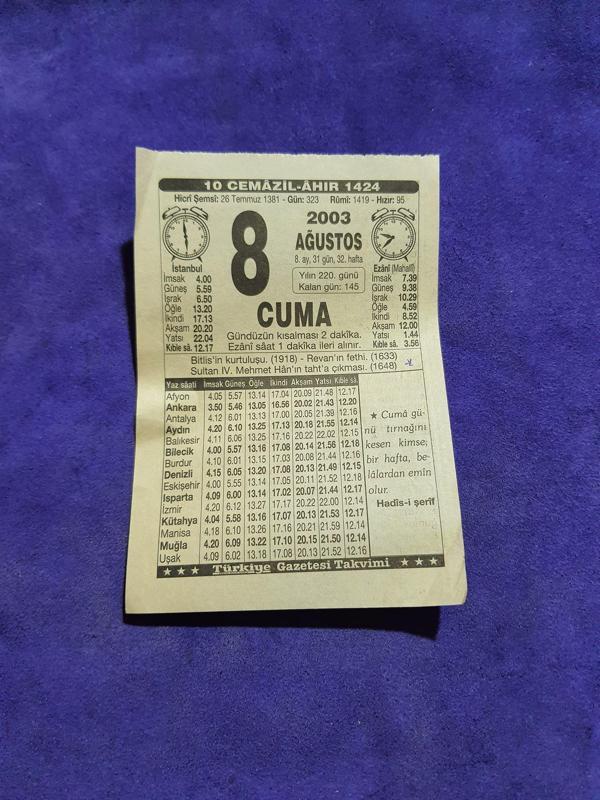 10 CEMÂZİL-ÂHIR 1424
Hicrî Şemsî: 26 Temmuz 1381 - Gün: 323 Rûmî: 1419 - Hızır: 95
İstanbul
İmsak 4.00
Güneş 5.59
İşrak 6.50
Öğle 13.20
İkindi 17.13
Akşam 20.20
Yatsı 22.04
Kıble sâ. 12.17
8
2003
AĞUSTOS
8. ay, 31 gün, 32. hafta
Yılın 220. günü
Kalan gün: 145
CUMA
Gündüzün kısalması 2 dakîka.
Ezânî sâat 1 dakîka ileri alınır.
Ezânî (Mahallî)
İmsak 7.39
Güneş 9.38
İşrak 10.29
Öğle 4.59
İkindi 8.52
Akşam 12.00
Yatsı 1.44
Kıble sâ. 3.56
Bitlis'in kurtuluşu. (1918) - Revan'ın fethi. (1633)
Sultan IV. Mehmet Hân'ın taht'a çıkması. (1648)
Yaz sâati İmsak Güneş Öğle İkindi Akşam Yatsı Kıble sâ.
Afyon 4.05 5.57 13.14 17.04 20.09 21.48 12.17
Ankara 3.50 5.46 13.05 16.56 20.02 21.43 12.20
Antalya 4.12 6.01 13.13 17.00 20.05 21.39 12.16
Aydın 4.20 6.10 13.25 17.13 20.18 21.55 12.14
Balıkesir 4.11 6.06 13.25 17.16 20.22 22.02 12.15
Bilecik 4.00 5.57 13.16 17.08 20.14 21.56 12.18
Burdur 4.10 6.01 13.15 17.03 20.08 21.44 12.16
Denizli 4.15 6.05 13.20 17.08 20.13 21.49 12.15
Eskişehir 4.00 5.55 13.14 17.05 20.11 21.52 12.18
Isparta 4.09 6.00 13.14 17.02 20.07 21.44 12.17
İzmir 4.20 6.12 13.27 17.17 20.22 22.00 12.14
Kütahya 4.04 5.58 13.16 17.07 20.13 21.53 12.17
Manisa 4.18 6.10 13.26 17.16 20.21 21.59 12.14
Muğla 4.20 6.09 13.22 17.10 20.15 21.50 12.14
Uşak 4.09 6.02 13.18 17.08 20.13 21.52 12.16
★ Cumâ gü-
nü tırnağını
kesen kimse;
bir hafta, be-
lâlardan emîn
olur.
Hadîs-i şerîf
★ ★ ★ Türkiye Gazetesi Takvimi ★ ★ ★